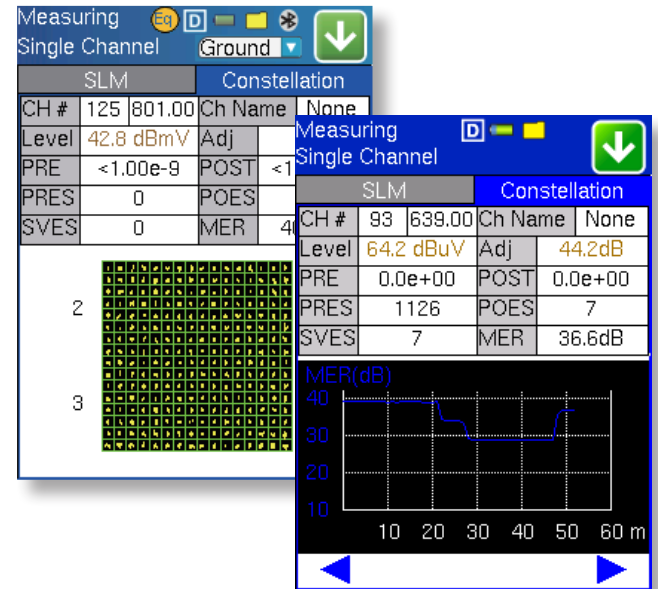 Measuring Eq D
Single Channel Ground
SLM Constellation
CH # 125 801.00 Ch Name None
Level 42.8 dBmV Adj
PRE <1.00e-9 POST <1
PRES 0 POES
SVES 0 MER
2
3
Measuring D
Single Channel
SLM Constellation
CH # 93 639.00 Ch Name None
Level 64.2 dBuV Adj 44.2dB
PRE 0.0e+00 POST 0.0e+00
PRES 1126 POES 7
SVES 7 MER 36.6dB
MER(dB)
40
30
20
10
10 20 30 40 50 60 m